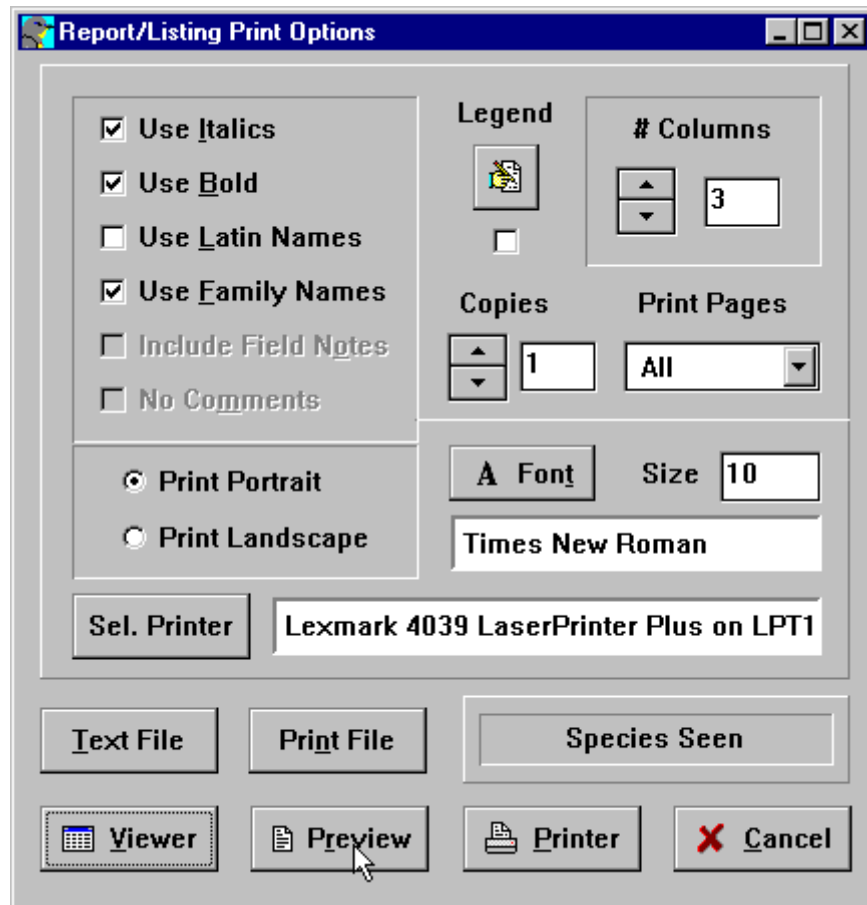 Report/Listing Print Options
Use Italics
Use Bold
Use Latin Names
Use Family Names
Include Field Notes
No Comments
Legend
# Columns
3
Copies
1
Print Pages
All
Print Portrait
Print Landscape
A Font
Size
10
Times New Roman
Sel. Printer
Lexmark 4039 LaserPrinter Plus on LPT1
Text File
Print File
Species Seen
Viewer
Preview
Printer
Cancel